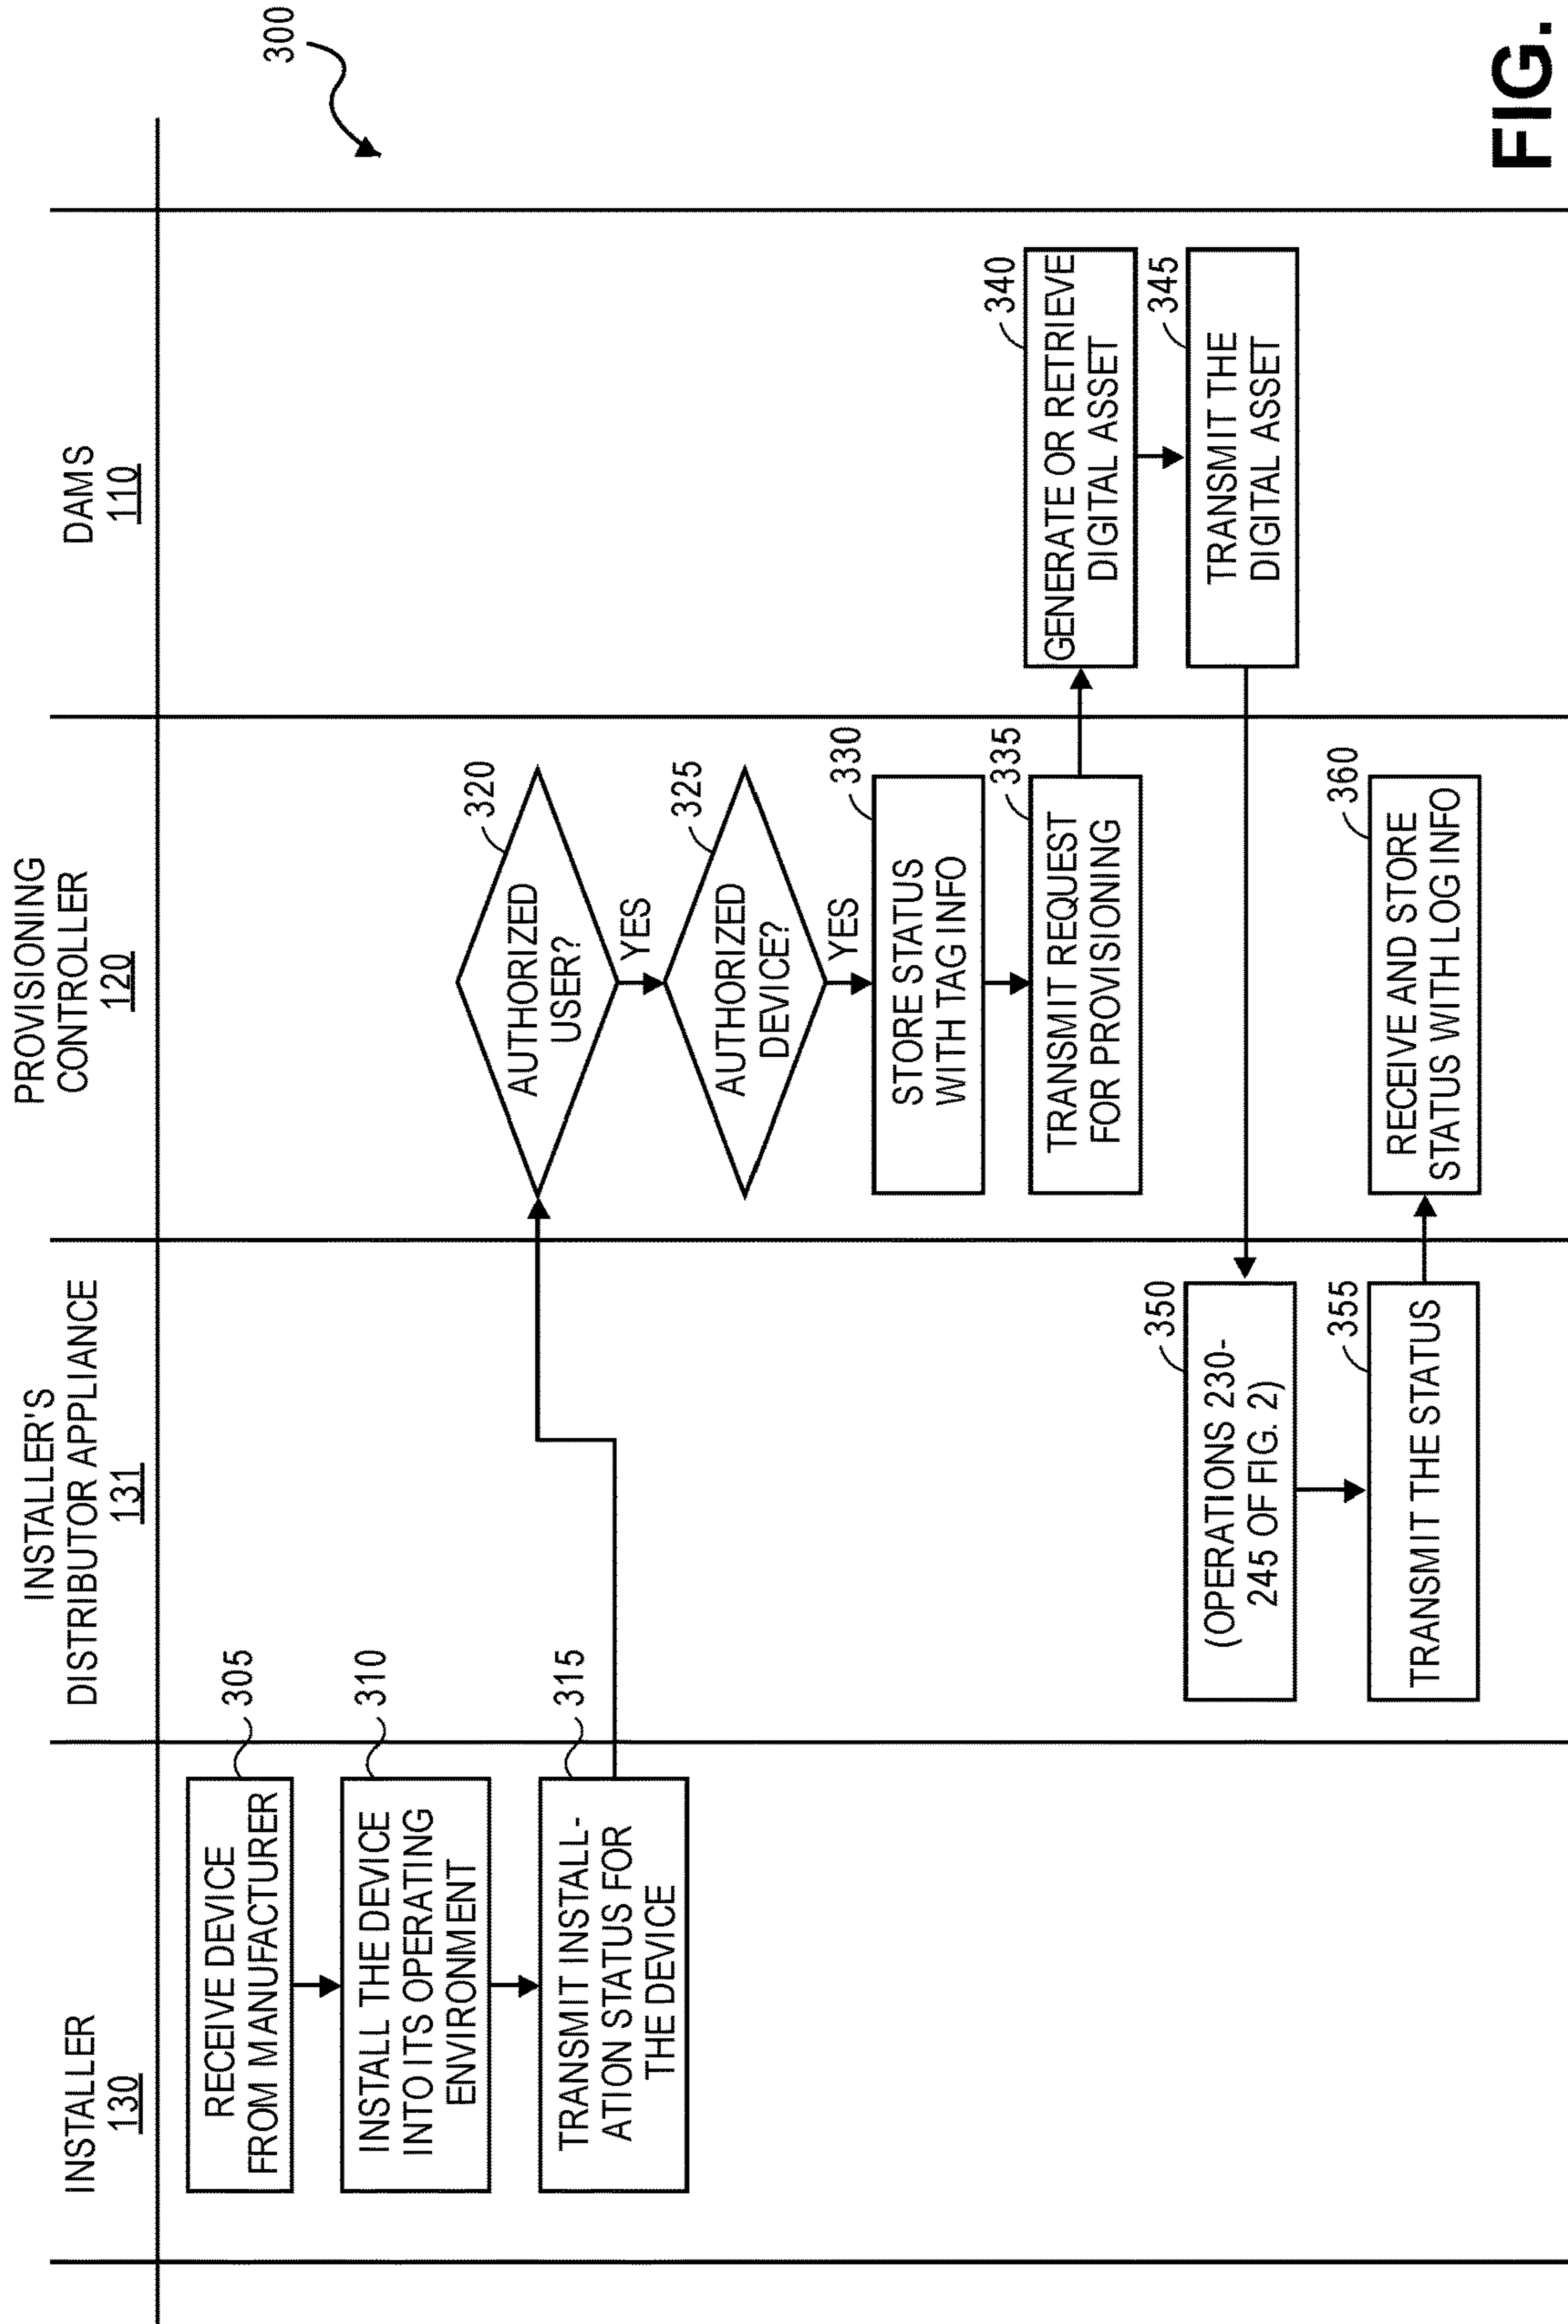 300
INSTALLER
130
INSTALLER'S
DISTRIBUTOR APPLIANCE
131
PROVISIONING
CONTROLLER
120
DAMS
110
305
RECEIVE DEVICE
FROM MANUFACTURER
310
INSTALL THE DEVICE
INTO ITS OPERATING
ENVIRONMENT
315
TRANSMIT INSTALL-
ATION STATUS FOR
THE DEVICE
320
AUTHORIZED
USER?
YES
325
AUTHORIZED
DEVICE?
YES
330
STORE STATUS
WITH TAG INFO
335
TRANSMIT REQUEST
FOR PROVISIONING
340
GENERATE OR RETRIEVE
DIGITAL ASSET
345
TRANSMIT THE
DIGITAL ASSET
350
(OPERATIONS 230-
245 OF FIG. 2)
355
TRANSMIT THE STATUS
360
RECEIVE AND STORE
STATUS WITH LOG INFO
FIG.